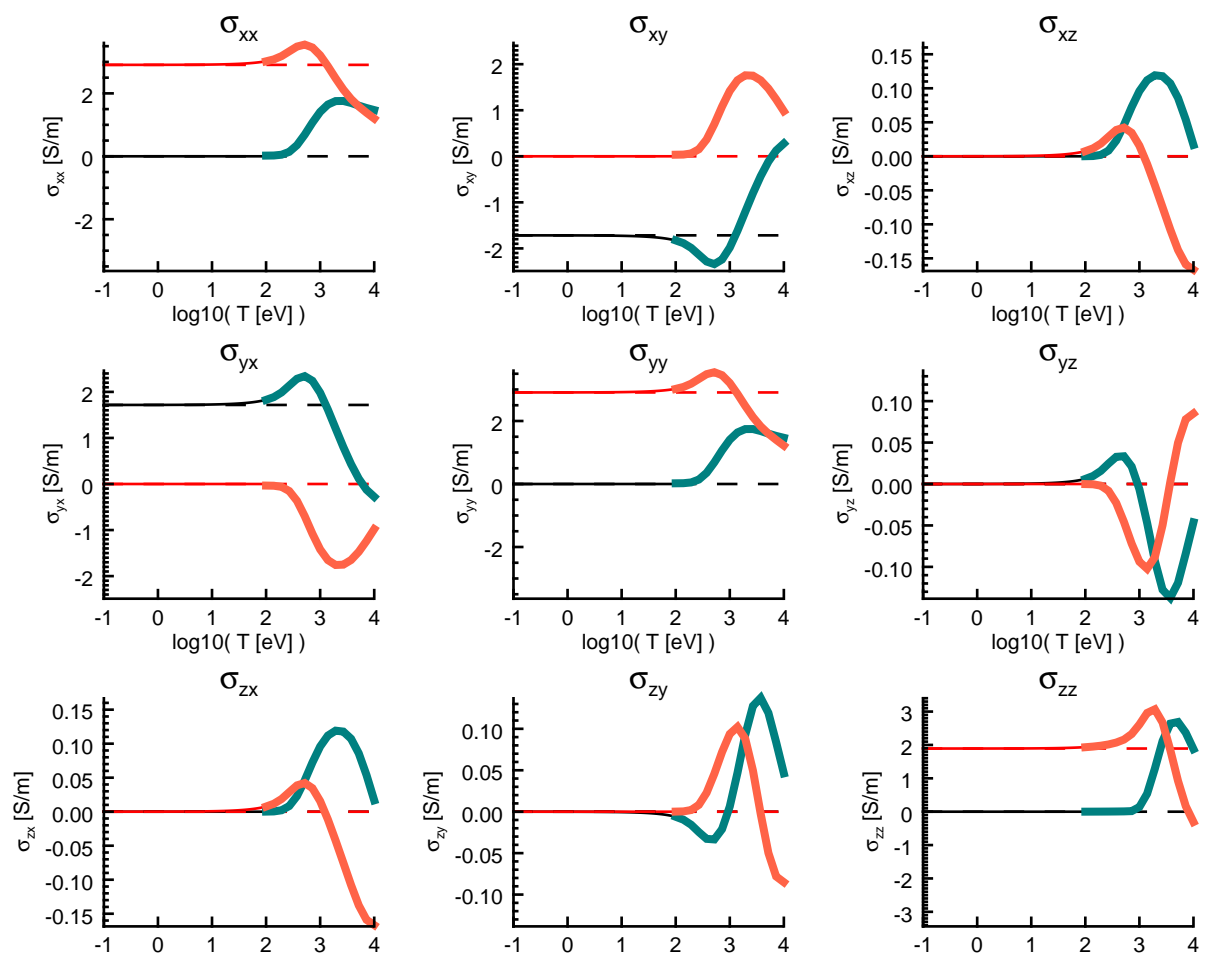 σxx
σxx [S/m]
2
0
-2
-1 0 1 2 3 4
log10( T [eV] )
σxy
σxy [S/m]
2
1
0
-1
-2
-1 0 1 2 3 4
log10( T [eV] )
σxz
σxz [S/m]
0.10
0.05
0.00
-0.05
-0.10
-0.15
-1 0 1 2 3 4
log10( T [eV] )
σyx
σyx [S/m]
2
1
0
-1
-2
-1 0 1 2 3 4
log10( T [eV] )
σyy
σyy [S/m]
2
0
-2
-1 0 1 2 3 4
log10( T [eV] )
σyz
σyz [S/m]
0.10
0.05
0.00
-0.05
-0.10
-1 0 1 2 3 4
log10( T [eV] )
σzx
σzx [S/m]
0.15
0.10
0.05
0.00
-0.05
-0.10
-0.15
-1 0 1 2 3 4
σzy
σzy [S/m]
0.10
0.05
0.00
-0.05
-0.10
-1 0 1 2 3 4
σzz
σzz [S/m]
3
2
1
0
-1
-2
-3
-1 0 1 2 3 4